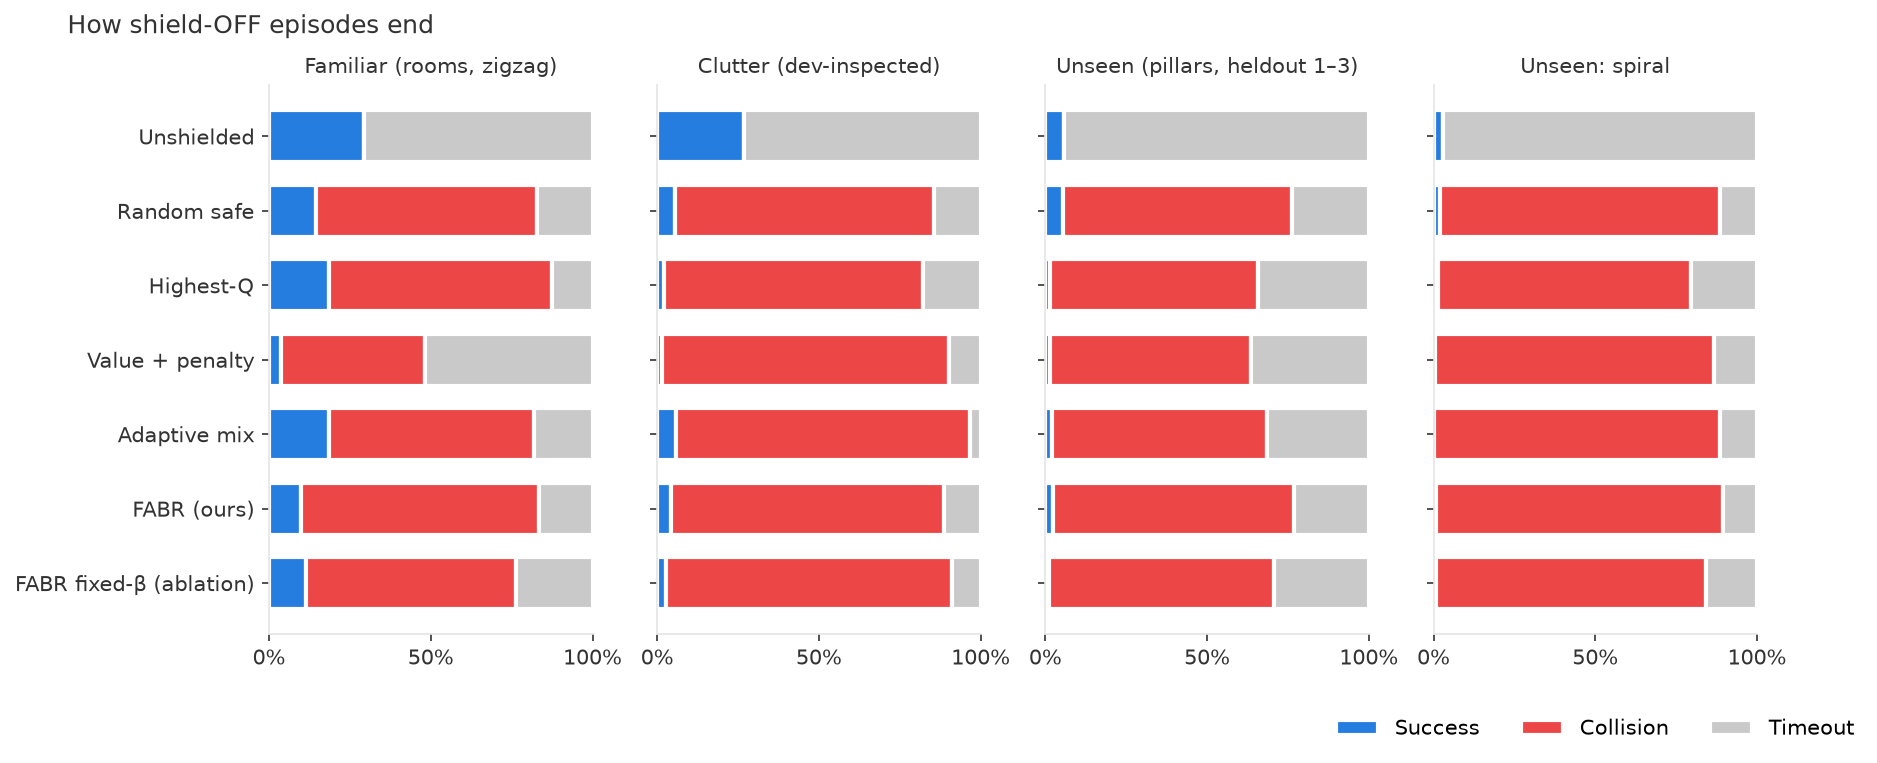 How shield-OFF episodes end
Familiar (rooms, zigzag)
Clutter (dev-inspected)
Unseen (pillars, heldout 1–3)
Unseen: spiral
Unshielded
Random safe
Highest-Q
Value + penalty
Adaptive mix
FABR (ours)
FABR fixed-β (ablation)
0% 50% 100% 0% 50% 100% 0% 50% 100% 0% 50% 100%
Success Collision Timeout